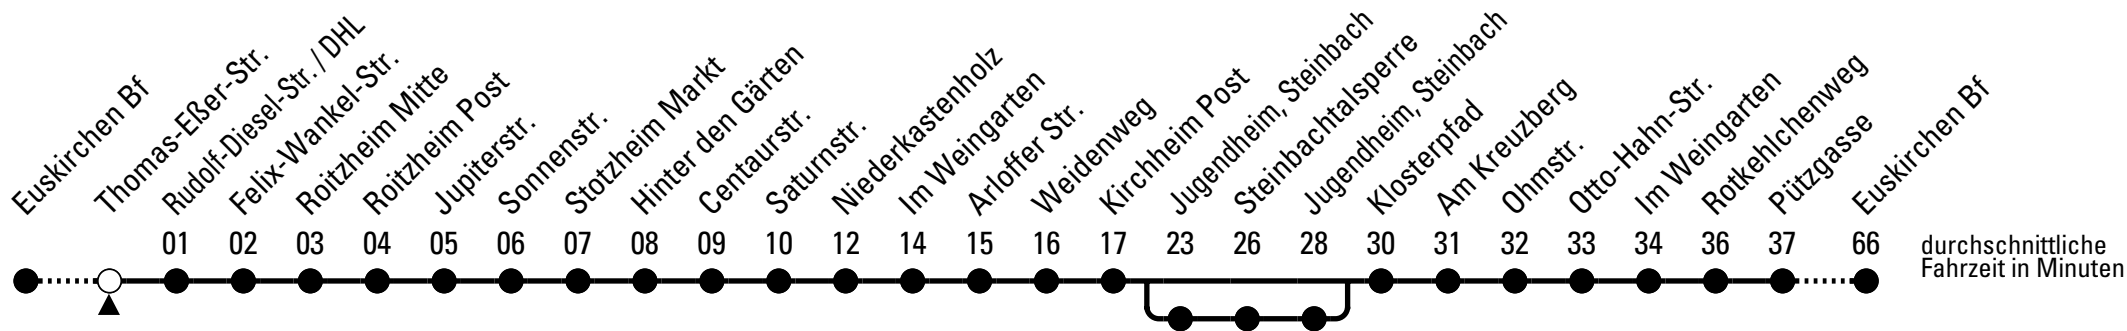 Euskirchen Bf
Thomas-Eßer-Str.
Rudolf-Diesel-Str. / DHL
Felix-Wankel-Str.
Roitzheim Mitte
Roitzheim Post
Jupiterstr.
Sonnenstr.
Stotzheim Markt
Hinter den Gärten
Centaurstr.
Saturnstr.
Niederkastenholz
Im Weingarten
Arloffer Str.
Weidenweg
Kirchheim Post
Jugendheim, Steinbach
Steinbachtalsperre
Jugendheim, Steinbach
Klosterpfad
Am Kreuzberg
Ohmstr.
Otto-Hahn-Str.
Im Weingarten
Rotkehlchenweg
Pützgasse
Euskirchen Bf
01 02 03 04 05 06 07 08 09 10 12 14 15 16 17 23 26 28 30 31 32 33 34 36 37 66
durchschnittliche
Fahrzeit in Minuten